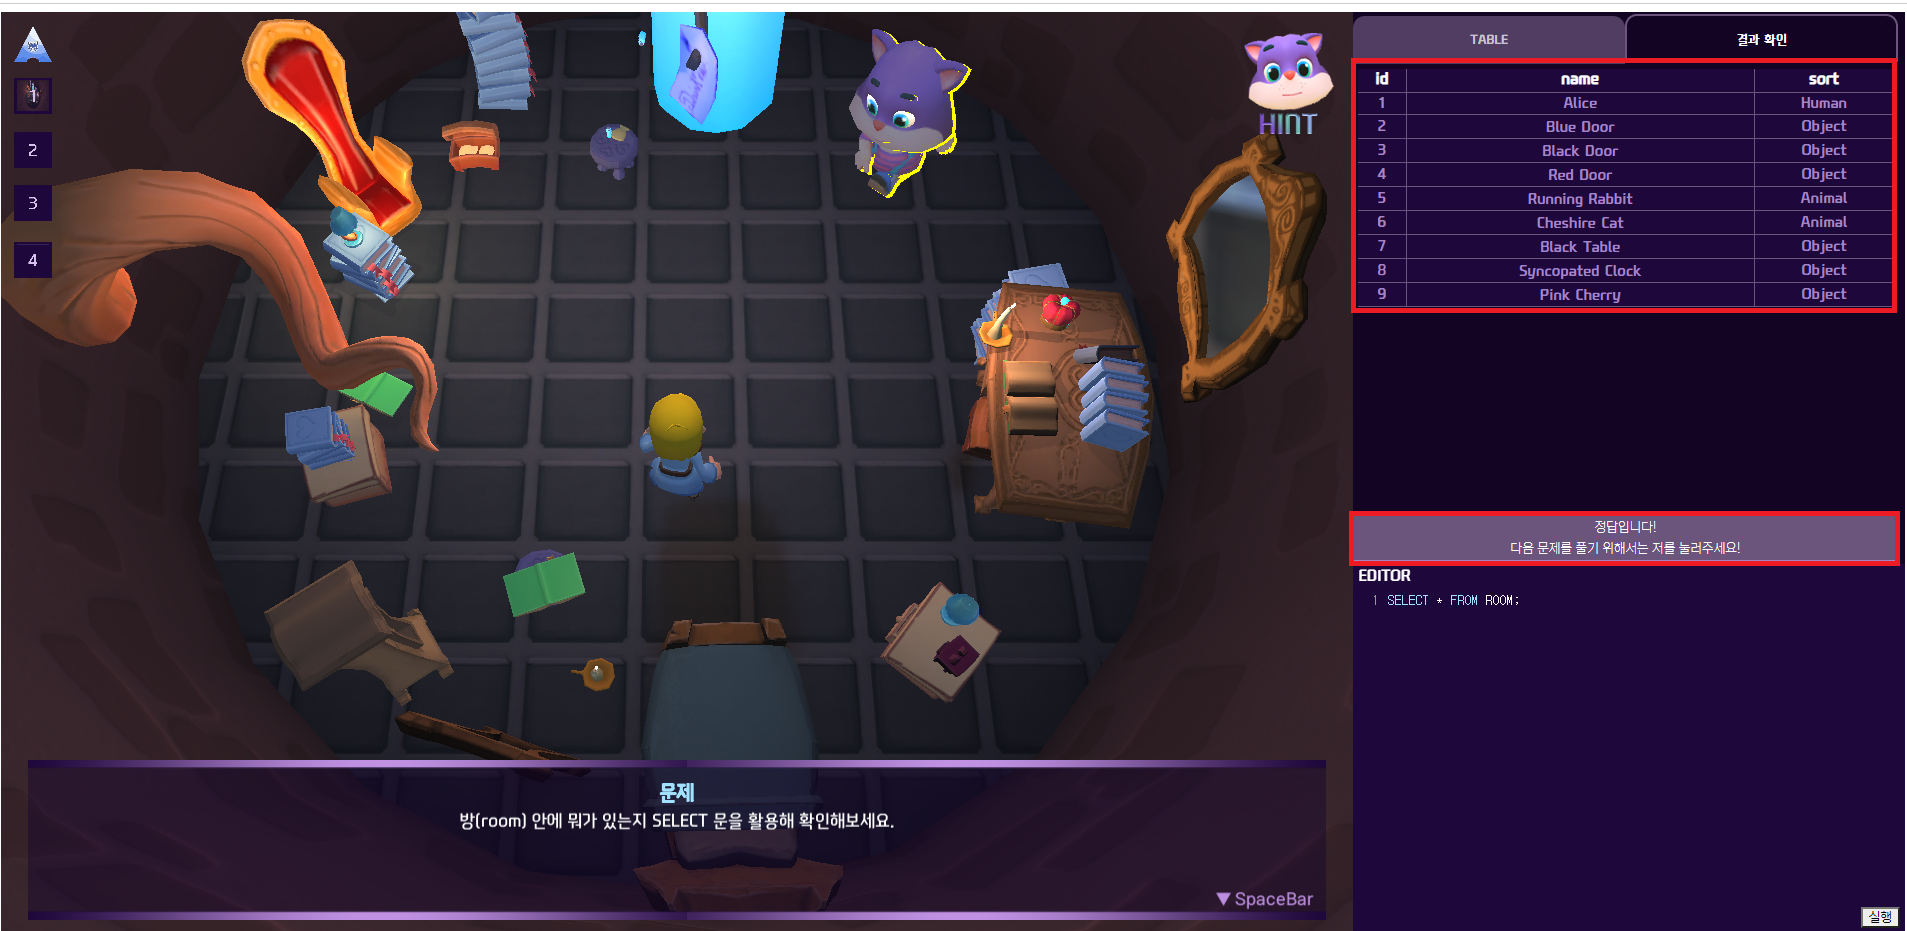 2
3
4
HINT
문제
방(room) 안에 뭐가 있는지 SELECT 문을 활용해 확인해보세요.
▼ SpaceBar
TABLE 결과 확인
id name sort
1 Alice Human
2 Blue Door Object
3 Black Door Object
4 Red Door Object
5 Running Rabbit Animal
6 Cheshire Cat Animal
7 Black Table Object
8 Syncopated Clock Object
9 Pink Cherry Object
정답입니다!
다음 문제를 풀기 위해서는 저를 눌러주세요!
EDITOR
1 SELECT * FROM ROOM;
실행